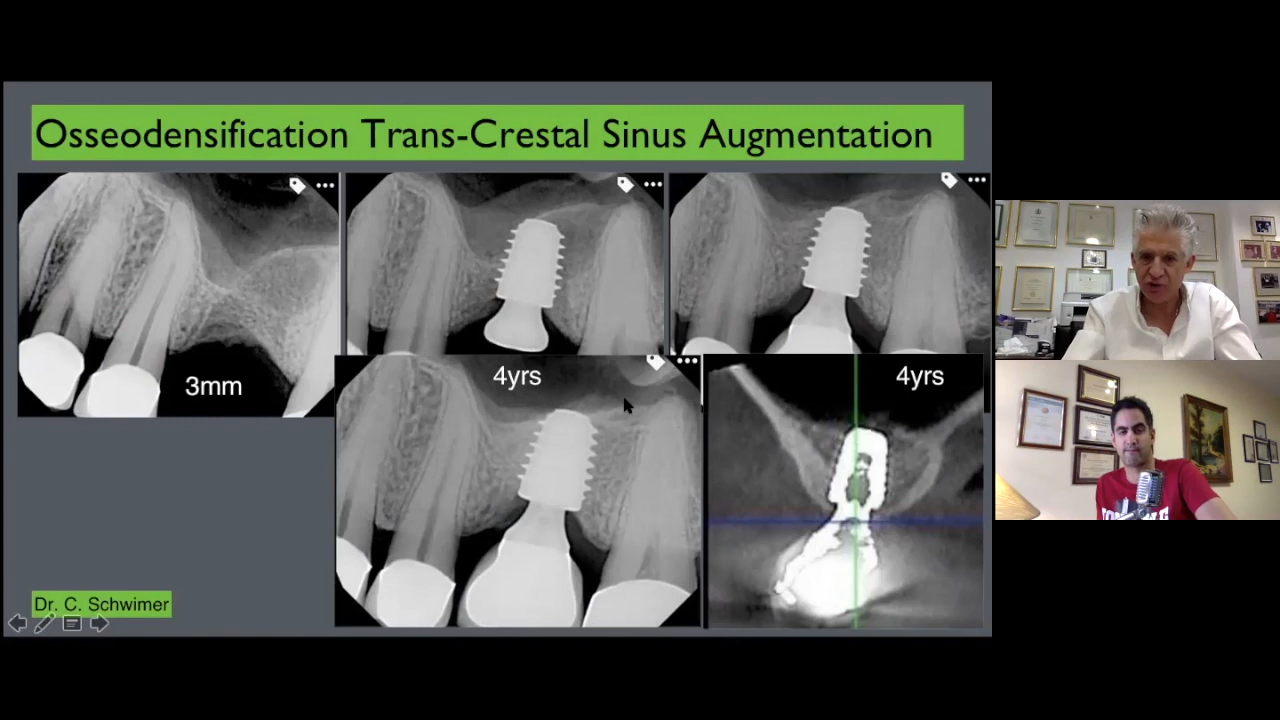 Osseodensification Trans-Crestal Sinus Augmentation
3mm
4yrs
4yrs
Dr. C. Schwimer